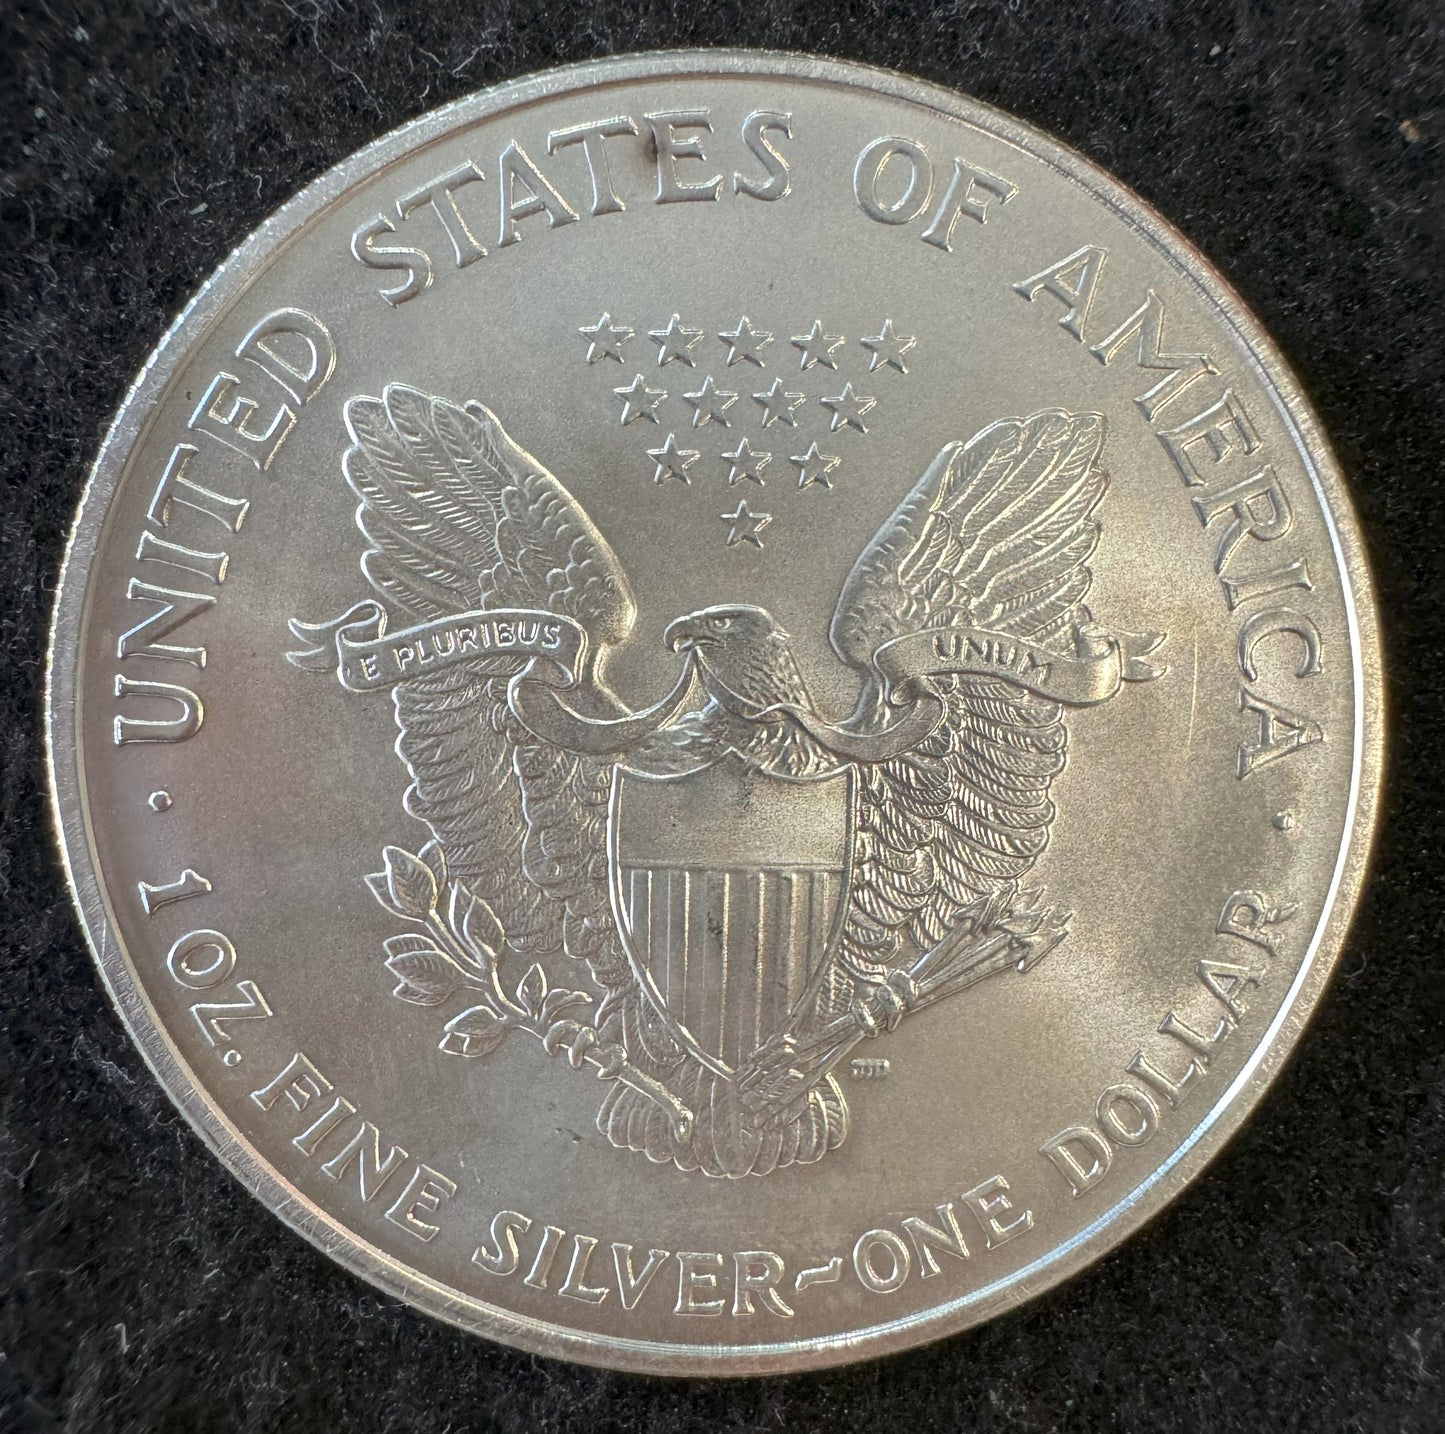 UNITED STATES OF AMERICA
E PLURIBUS UNUM
· 1 OZ. FINE SILVER~ONE DOLLAR ·